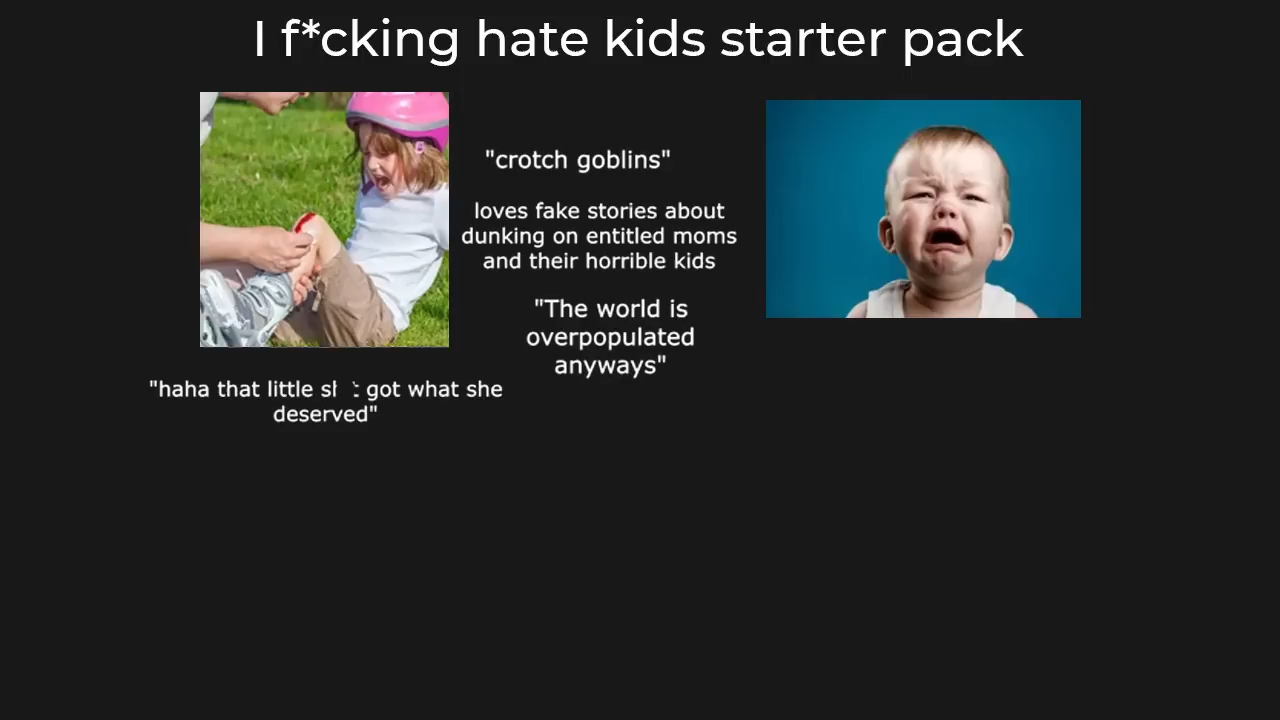 I f*cking hate kids starter pack
"crotch goblins"
loves fake stories about
dunking on entitled moms
and their horrible kids
"The world is
overpopulated
anyways"
"haha that little got what she
deserved"